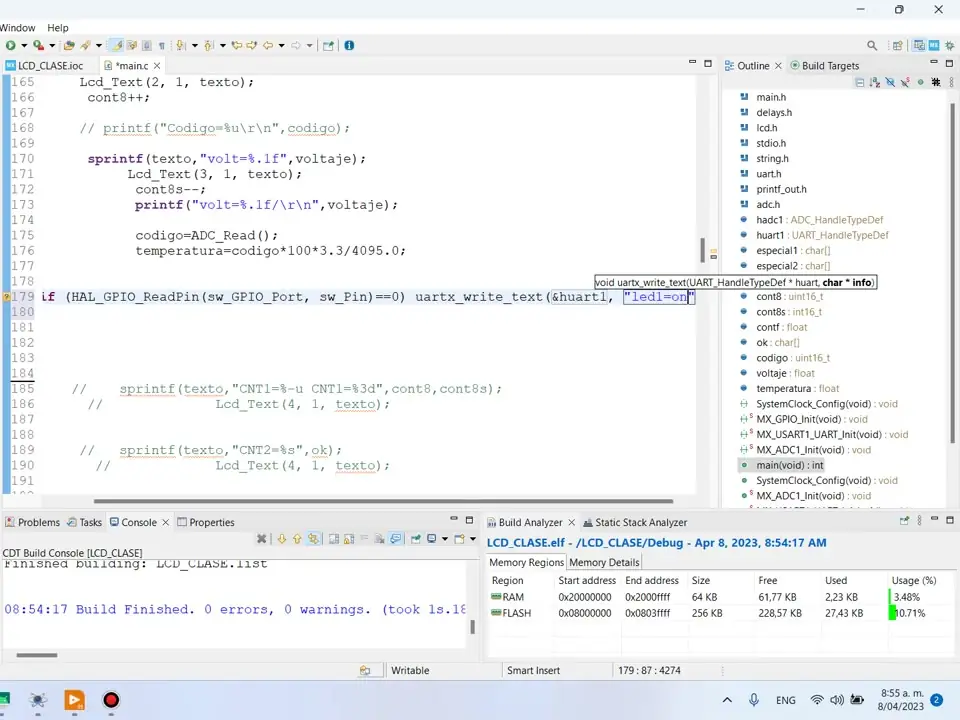 Window Help
LCD_CLASE.ioc *main.c
Outline Build Targets
165 Lcd_Text(2, 1, texto);
166 cont8++;
167
168 // printf("Codigo=%u\r\n",codigo);
169
170 sprintf(texto,"volt=%.1f",voltaje);
171 Lcd_Text(3, 1, texto);
172 cont8s--;
173 printf("volt=%.1f/\r\n",voltaje);
174
175 codigo=ADC_Read();
176 temperatura=codigo*100*3.3/4095.0;
177
178
void uartx_write_text(UART_HandleTypeDef * huart, char * info)
179 if (HAL_GPIO_ReadPin(sw_GPIO_Port, sw_Pin)==0) uartx_write_text(&huart1, "led1=on"
180
181
182
183
184
185 // sprintf(texto,"CNT1=%-u CNT1=%3d",cont8,cont8s);
186 // Lcd_Text(4, 1, texto);
187
188
189 // sprintf(texto,"CNT2=%s",ok);
190 // Lcd_Text(4, 1, texto);
191
main.h
delays.h
lcd.h
stdio.h
string.h
uart.h
printf_out.h
adc.h
hadc1 : ADC_HandleTypeDef
huart1 : UART_HandleTypeDef
especial1 : char[]
especial2 : char[]
cont8 : uint16_t
cont8s : int16_t
contf : float
ok : char[]
codigo : uint16_t
voltaje : float
temperatura : float
SystemClock_Config(void) : void
MX_GPIO_Init(void) : void
MX_USART1_UART_Init(void) : void
MX_ADC1_Init(void) : void
main(void) : int
SystemClock_Config(void) : void
MX_ADC1_Init(void) : void
Problems Tasks Console Properties
CDT Build Console [LCD_CLASE]
Finished building: LCD_CLASE.list
08:54:17 Build Finished. 0 errors, 0 warnings. (took 1s.18
Build Analyzer Static Stack Analyzer
LCD_CLASE.elf - /LCD_CLASE/Debug - Apr 8, 2023, 8:54:17 AM
Memory Regions Memory Details
Region Start address End address Size Free Used Usage (%)
RAM 0x20000000 0x2000ffff 64 KB 61,77 KB 2,23 KB 3.48%
FLASH 0x08000000 0x0803ffff 256 KB 228,57 KB 27,43 KB 10.71%
Writable Smart Insert 179 : 87 : 4274
ENG 8:55 a. m.
8/04/2023 2